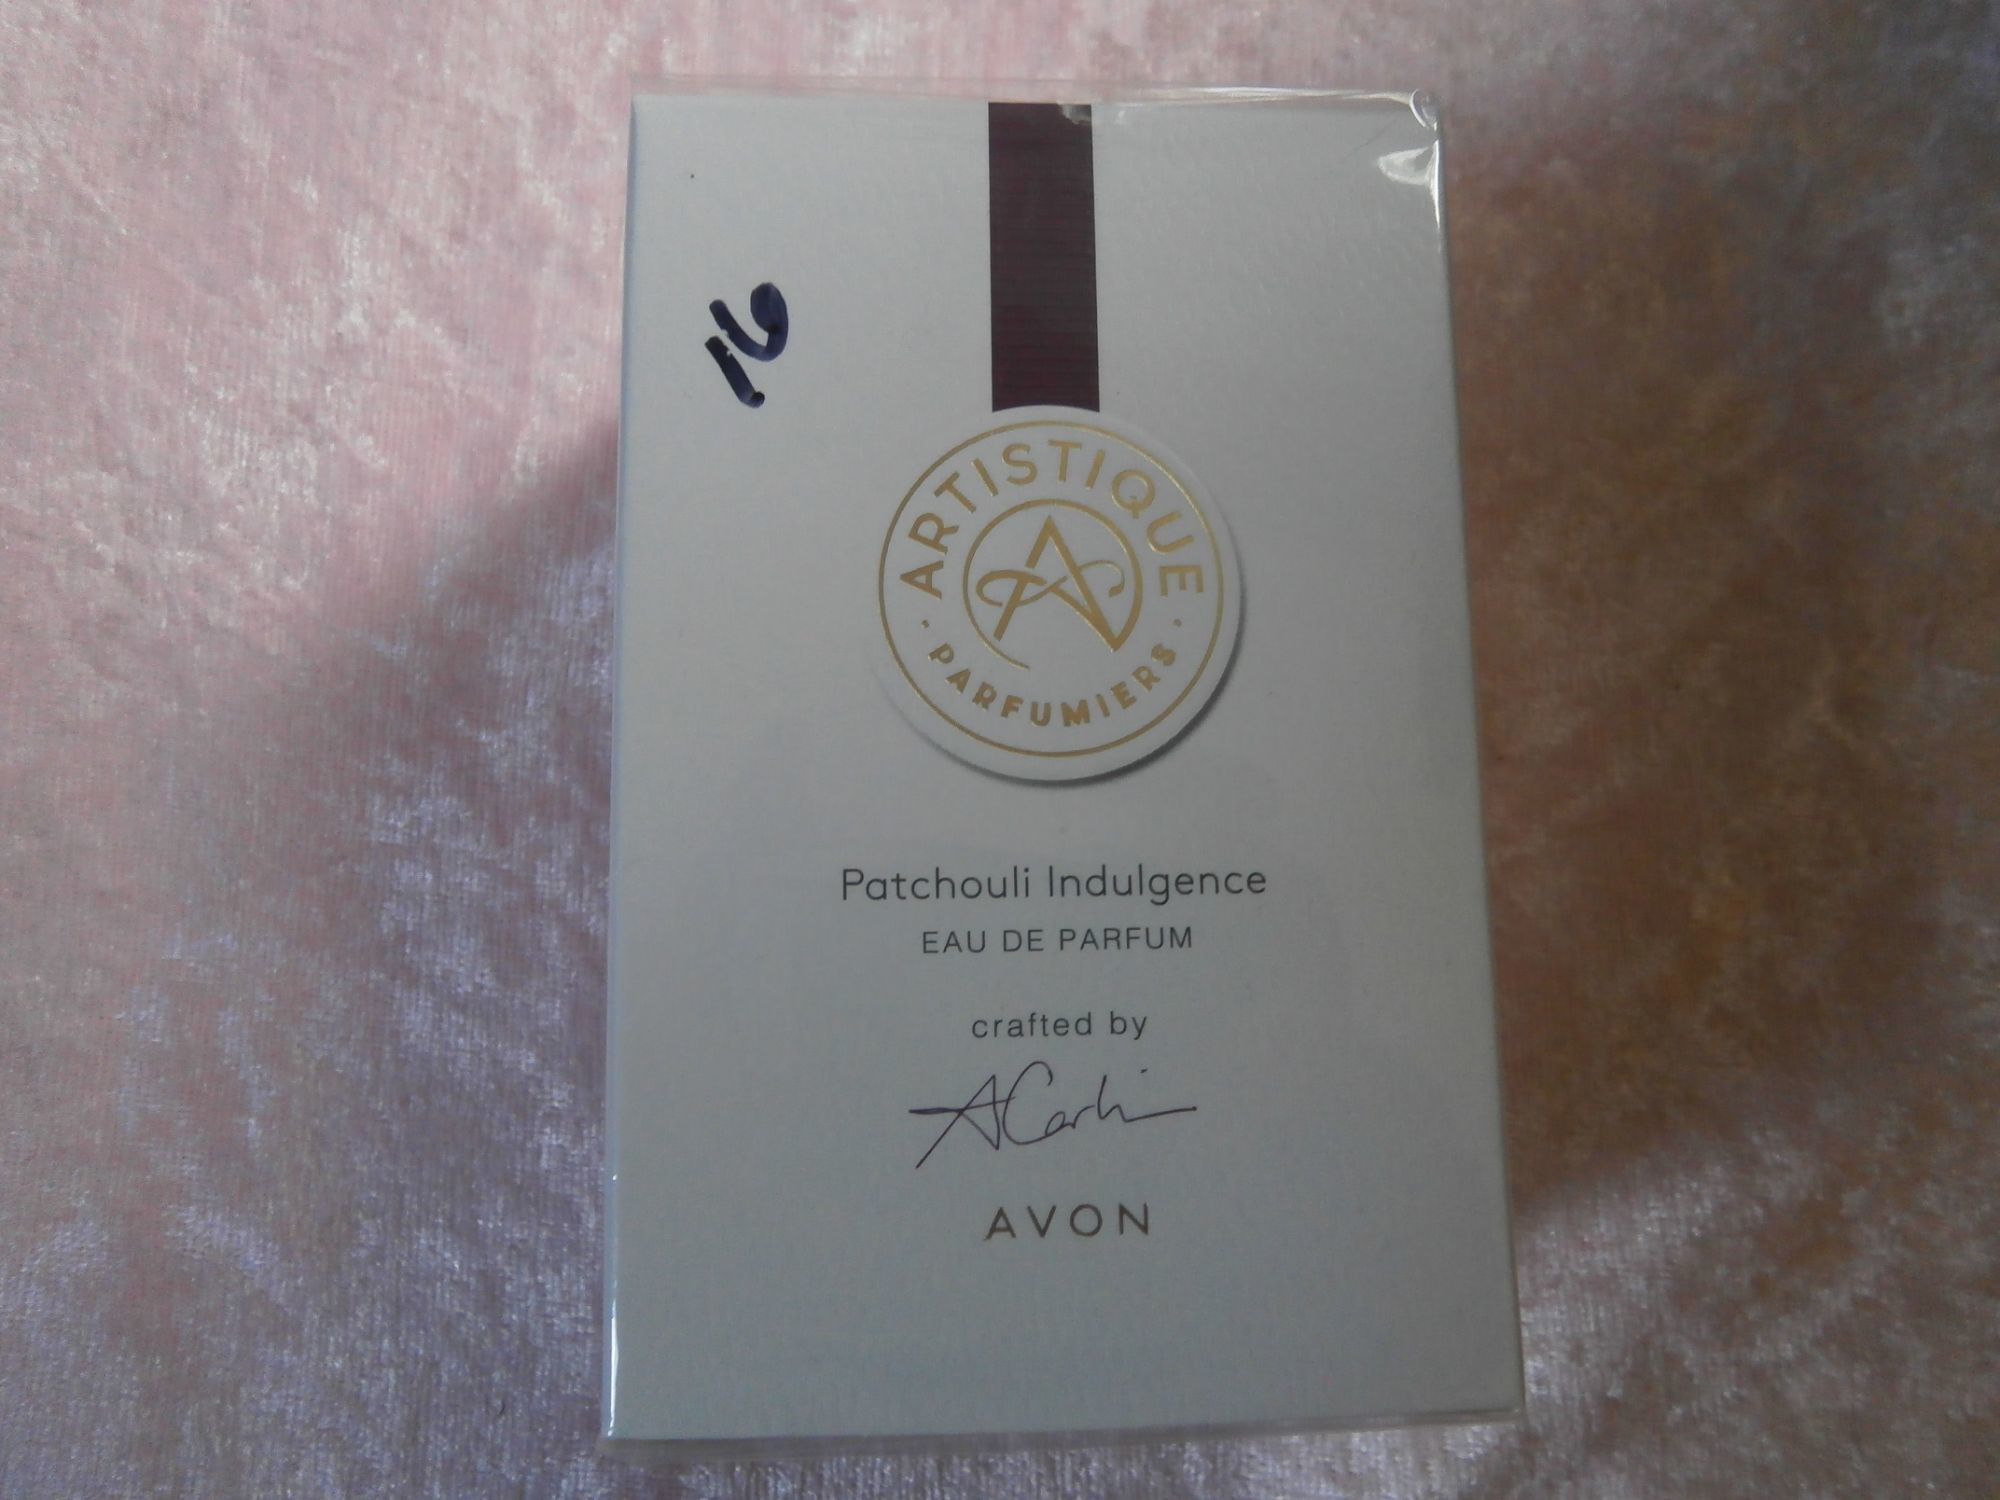 16
ARTISTIQUE
PARFUMIERS
Patchouli Indulgence
EAU DE PARFUM
crafted by
AVON